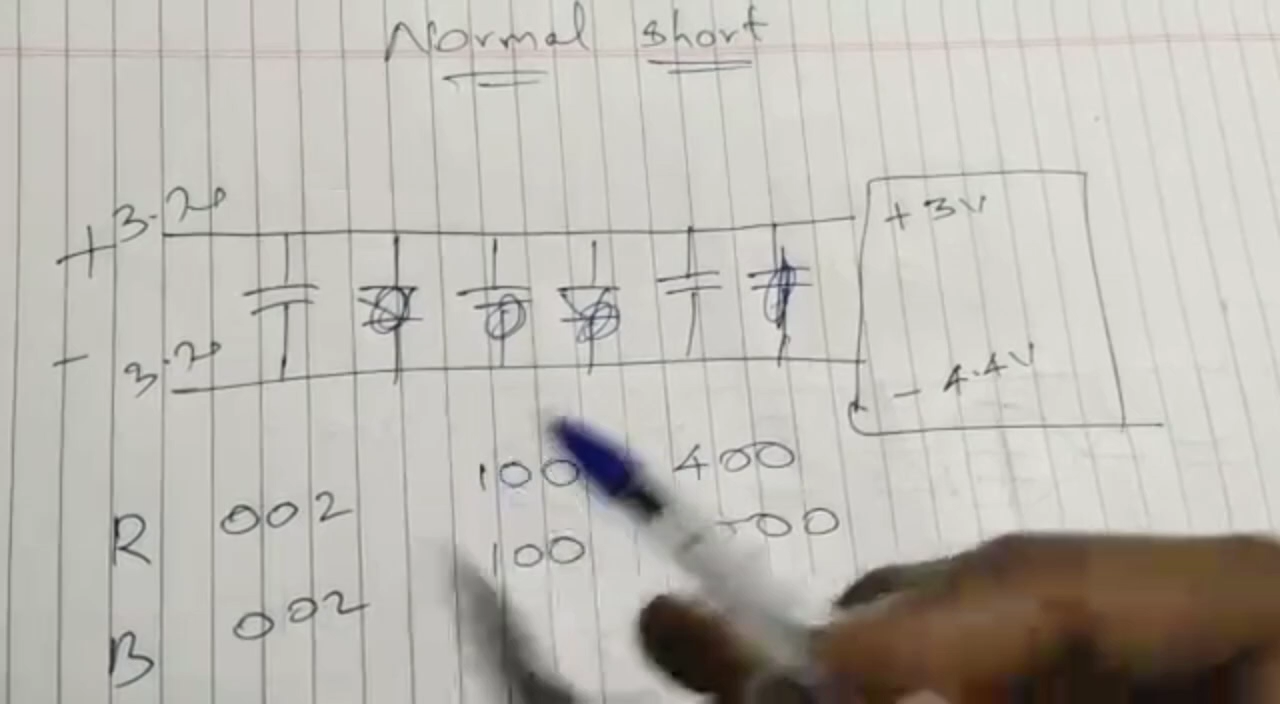 Normal short
+ 3.20
+ 3V
- 3.20
- 4.4V
100 400
R 002
100
B 002